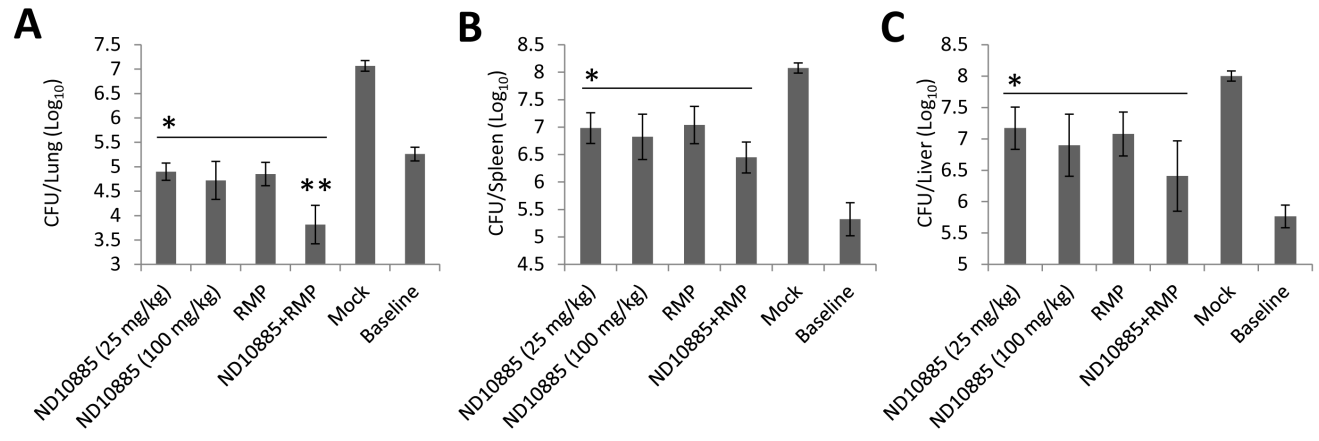 A
CFU/Lung (Log10)
7.5
7
6.5
6
5.5
5
4.5
4
3.5
3
*
**
ND10885 (25 mg/kg)
ND10885 (100 mg/kg)
RMP
ND10885+RMP
Mock
Baseline
B
CFU/Spleen (Log10)
8.5
8
7.5
7
6.5
6
5.5
5
4.5
*
ND10885 (25 mg/kg)
ND10885 (100 mg/kg)
RMP
ND10885+RMP
Mock
Baseline
C
CFU/Liver (Log10)
8.5
8
7.5
7
6.5
6
5.5
5
*
ND10885 (25 mg/kg)
ND10885 (100 mg/kg)
RMP
ND10885+RMP
Mock
Baseline